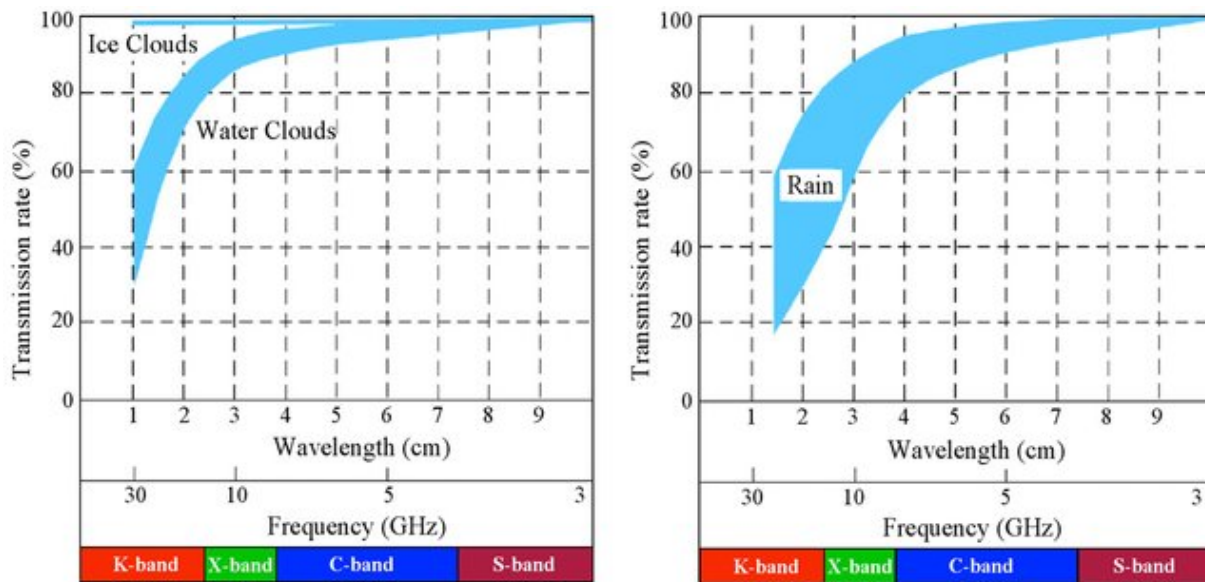 100
Ice Clouds
80
Water Clouds
60
40
20
0
Transmission rate (%)
1 2 3 4 5 6 7 8 9
Wavelength (cm)
30 10 5 3
Frequency (GHz)
K-band X-band C-band S-band
100
80
60
Rain
40
20
0
Transmission rate (%)
1 2 3 4 5 6 7 8 9
Wavelength (cm)
30 10 5 3
Frequency (GHz)
K-band X-band C-band S-band